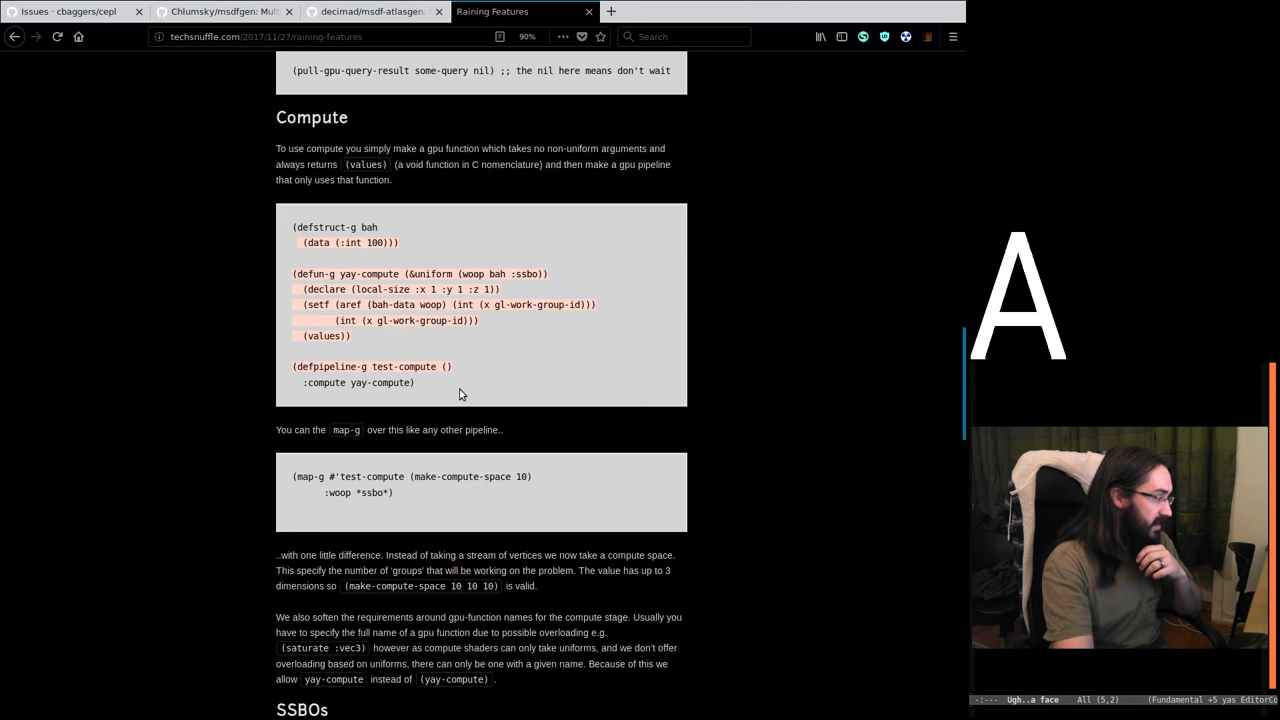 Issues · cbaggers/cepl
Chlumsky/msdfgen: Mult
decimad/msdf-atlasgen:
Raining Features
techsnuffle.com/2017/11/27/raining-features
90%
Search
(pull-gpu-query-result some-query nil) ;; the nil here means don't wait
Compute
To use compute you simply make a gpu function which takes no non-uniform arguments and
always returns (values) (a void function in C nomenclature) and then make a gpu pipeline
that only uses that function.
(defstruct-g bah
(data (:int 100)))
(defun-g yay-compute (&uniform (woop bah :ssbo))
(declare (local-size :x 1 :y 1 :z 1))
(setf (aref (bah-data woop) (int (x gl-work-group-id)))
(int (x gl-work-group-id)))
(values))
(defpipeline-g test-compute ()
:compute yay-compute)
You can the map-g over this like any other pipeline..
(map-g #'test-compute (make-compute-space 10)
:woop *ssbo*)
..with one little difference. Instead of taking a stream of vertices we now take a compute space.
This specify the number of 'groups' that will be working on the problem. The value has up to 3
dimensions so (make-compute-space 10 10 10) is valid.
We also soften the requirements around gpu-function names for the compute stage. Usually you
have to specify the full name of a gpu function due to possible overloading e.g.
(saturate :vec3) however as compute shaders can only take uniforms, and we don't offer
overloading based on uniforms, there can only be one with a given name. Because of this we
allow yay-compute instead of (yay-compute).
SSBOs
A
-:--- Ugh..a face All (5,2) (Fundamental +5 yas EditorCo